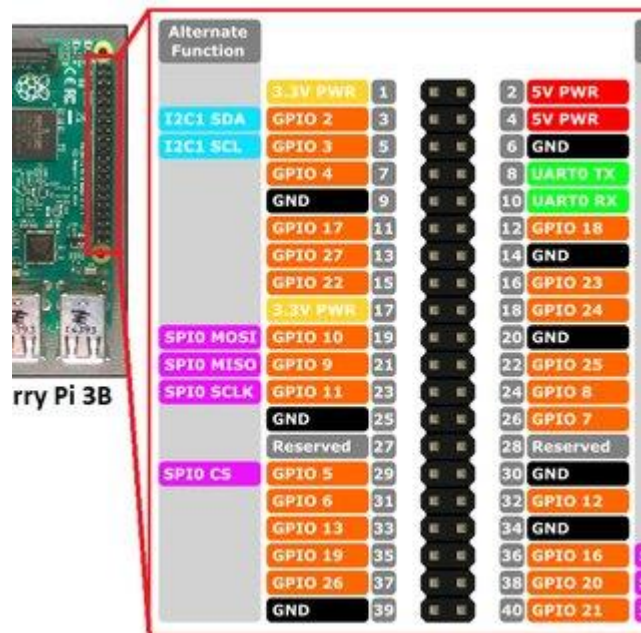 Alternate
Function
3.3V PWR 1 2 5V PWR
I2C1 SDA GPIO 2 3 4 5V PWR
I2C1 SCL GPIO 3 5 6 GND
GPIO 4 7 8 UART0 TX
GND 9 10 UART0 RX
GPIO 17 11 12 GPIO 18
GPIO 27 13 14 GND
GPIO 22 15 16 GPIO 23
3.3V PWR 17 18 GPIO 24
SPI0 MOSI GPIO 10 19 20 GND
SPI0 MISO GPIO 9 21 22 GPIO 25
SPI0 SCLK GPIO 11 23 24 GPIO 8
GND 25 26 GPIO 7
Reserved 27 28 Reserved
SPI0 CS GPIO 5 29 30 GND
GPIO 6 31 32 GPIO 12
GPIO 13 33 34 GND
GPIO 19 35 36 GPIO 16
GPIO 26 37 38 GPIO 20
GND 39 40 GPIO 21
rry Pi 3B